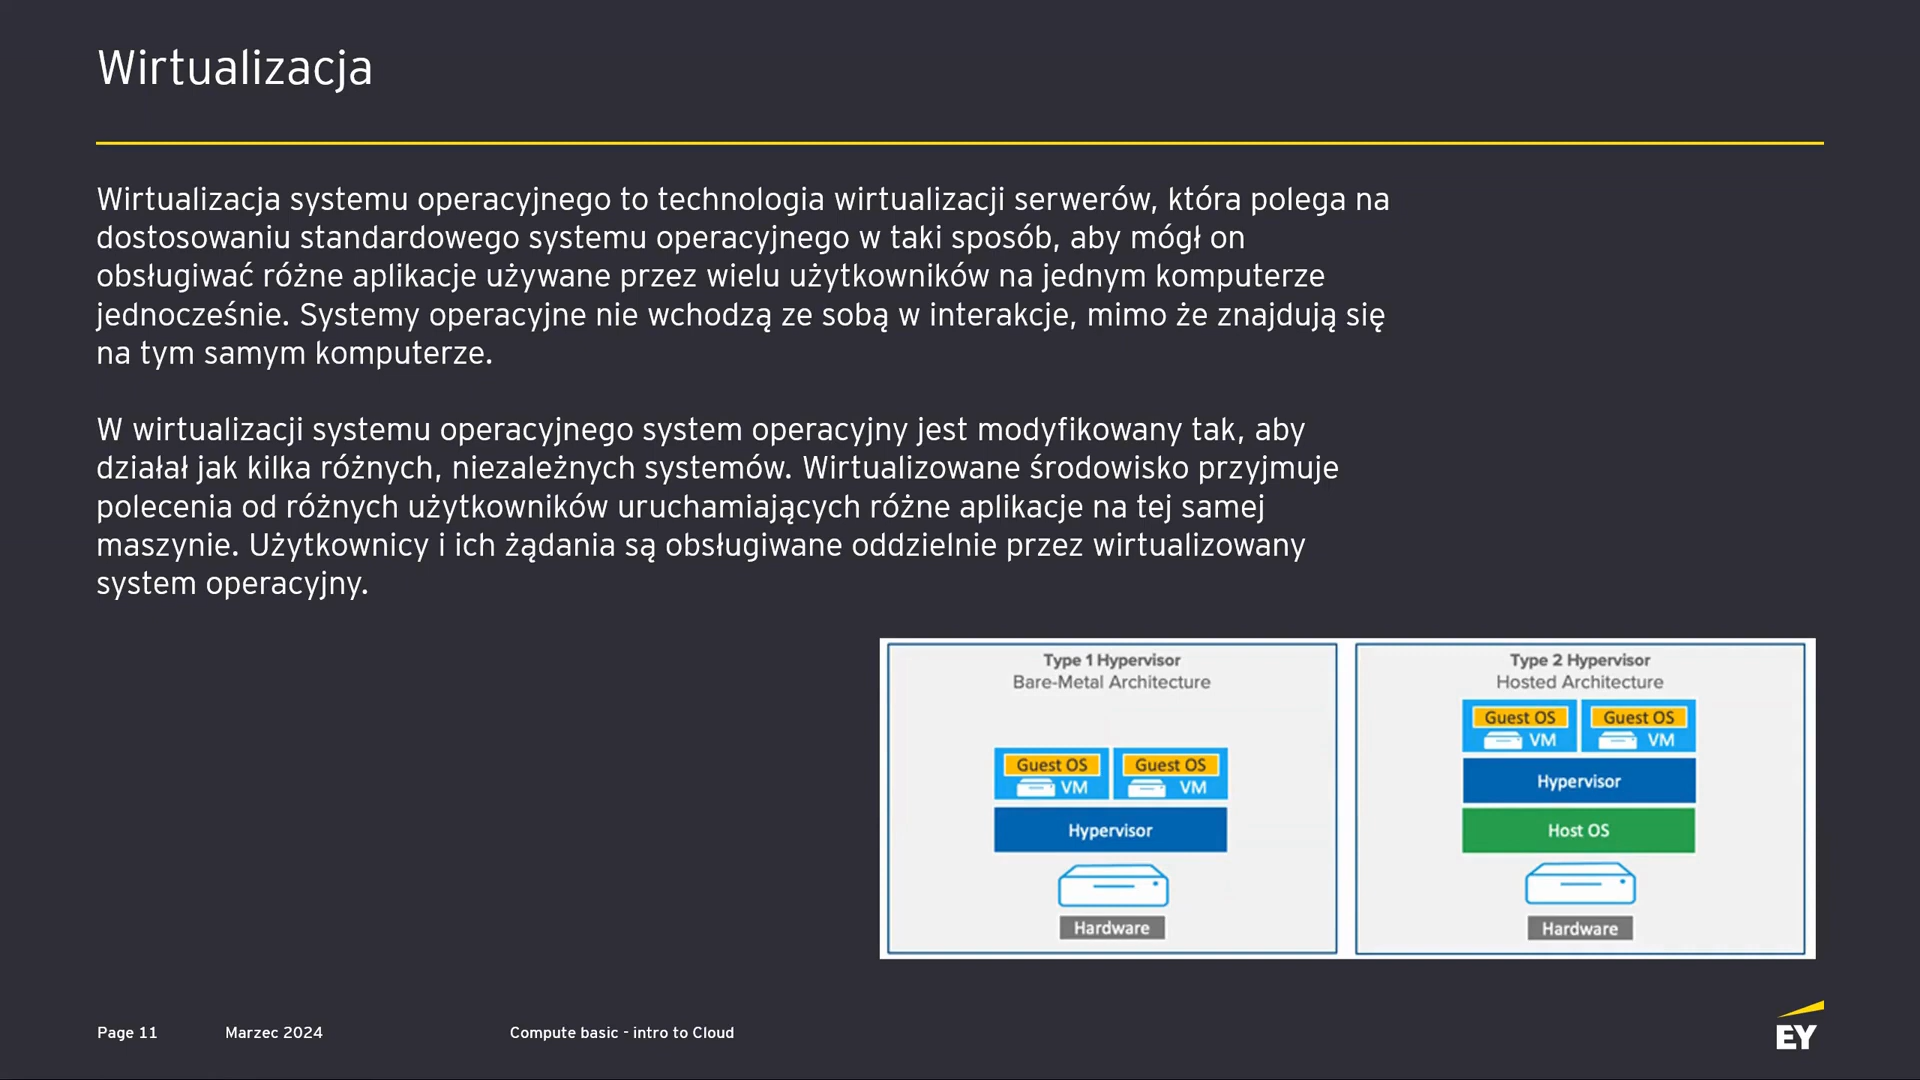 Wirtualizacja
Wirtualizacja systemu operacyjnego to technologia wirtualizacji serwerów, która polega na
dostosowaniu standardowego systemu operacyjnego w taki sposób, aby mógł on
obsługiwać różne aplikacje używane przez wielu użytkowników na jednym komputerze
jednocześnie. Systemy operacyjne nie wchodzą ze sobą w interakcje, mimo że znajdują się
na tym samym komputerze.
W wirtualizacji systemu operacyjnego system operacyjny jest modyfikowany tak, aby
działał jak kilka różnych, niezależnych systemów. Wirtualizowane środowisko przyjmuje
polecenia od różnych użytkowników uruchamiających różne aplikacje na tej samej
maszynie. Użytkownicy i ich żądania są obsługiwane oddzielnie przez wirtualizowany
system operacyjny.
Type 1 Hypervisor
Bare-Metal Architecture
Guest OS
VM
Guest OS
VM
Hypervisor
Hardware
Type 2 Hypervisor
Hosted Architecture
Guest OS
VM
Guest OS
VM
Hypervisor
Host OS
Hardware
Page 11
Marzec 2024
Compute basic - intro to Cloud
EY